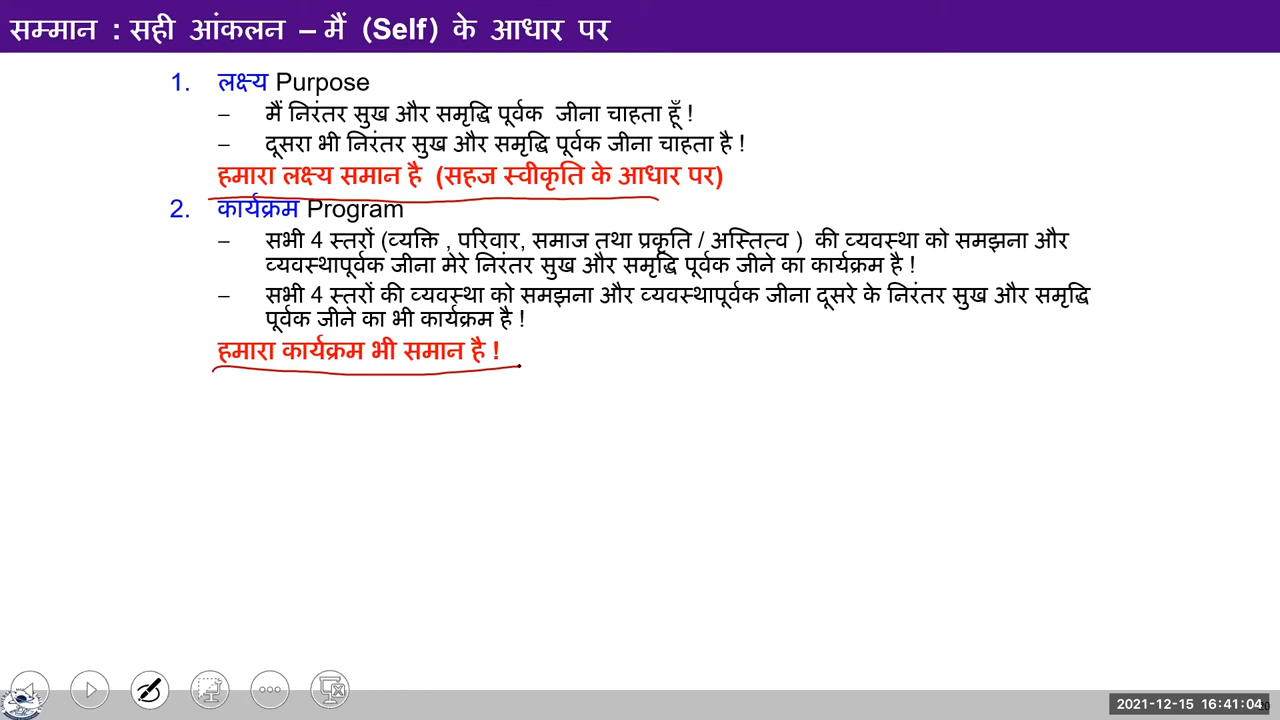 सम्मान : सही आंकलन – मैं (Self) के आधार पर
1. लक्ष्य Purpose
– मैं निरंतर सुख और समृद्धि पूर्वक जीना चाहता हूँ !
– दूसरा भी निरंतर सुख और समृद्धि पूर्वक जीना चाहता है !
हमारा लक्ष्य समान है (सहज स्वीकृति के आधार पर)
2. कार्यक्रम Program
– सभी 4 स्तरों (व्यक्ति , परिवार, समाज तथा प्रकृति / अस्तित्व ) की व्यवस्था को समझना और
व्यवस्थापूर्वक जीना मेरे निरंतर सुख और समृद्धि पूर्वक जीने का कार्यक्रम है !
– सभी 4 स्तरों की व्यवस्था को समझना और व्यवस्थापूर्वक जीना दूसरे के निरंतर सुख और समृद्धि
पूर्वक जीने का भी कार्यक्रम है !
हमारा कार्यक्रम भी समान है !
2021-12-15 16:41:04